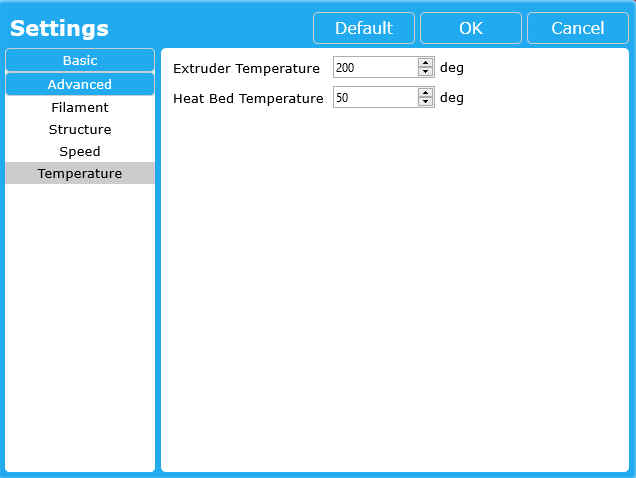 Settings
Default
OK
Cancel
Basic
Advanced
Filament
Structure
Speed
Temperature
Extruder Temperature 200 deg
Heat Bed Temperature 50 deg